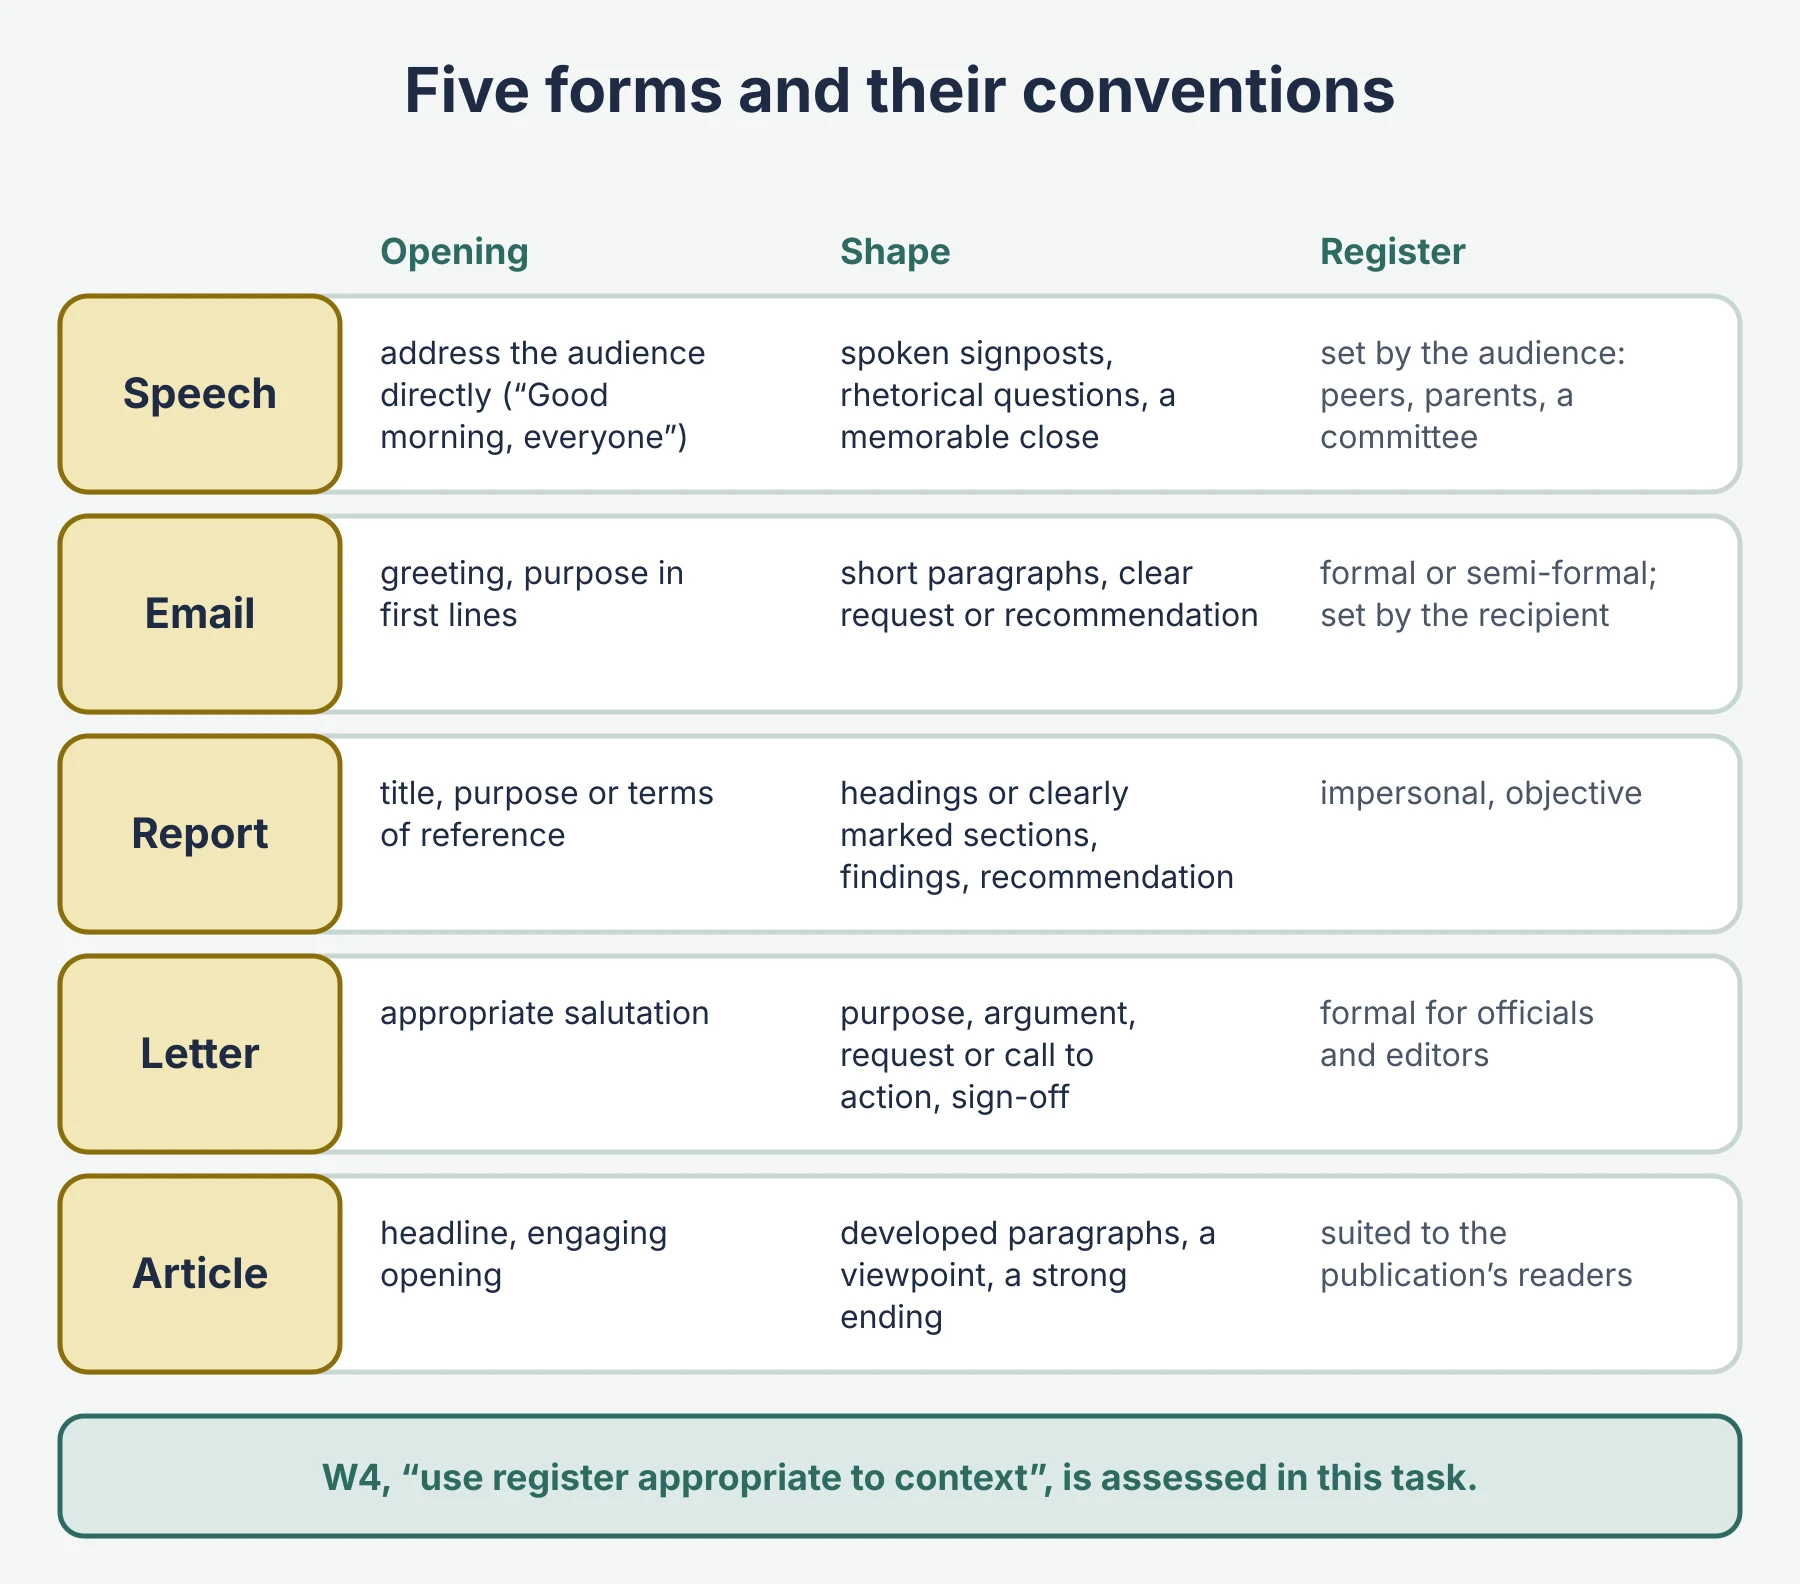 Five forms and their conventions
Opening
Shape
Register
Speech
address the audience
directly (“Good
morning, everyone”)
spoken signposts,
rhetorical questions, a
memorable close
set by the audience:
peers, parents, a
committee
Email
greeting, purpose in
first lines
short paragraphs, clear
request or recommendation
formal or semi-formal;
set by the recipient
Report
title, purpose or terms
of reference
headings or clearly
marked sections,
findings, recommendation
impersonal, objective
Letter
appropriate salutation
purpose, argument,
request or call to
action, sign-off
formal for officials
and editors
Article
headline, engaging
opening
developed paragraphs, a
viewpoint, a strong
ending
suited to the
publication’s readers
W4, “use register appropriate to context”, is assessed in this task.